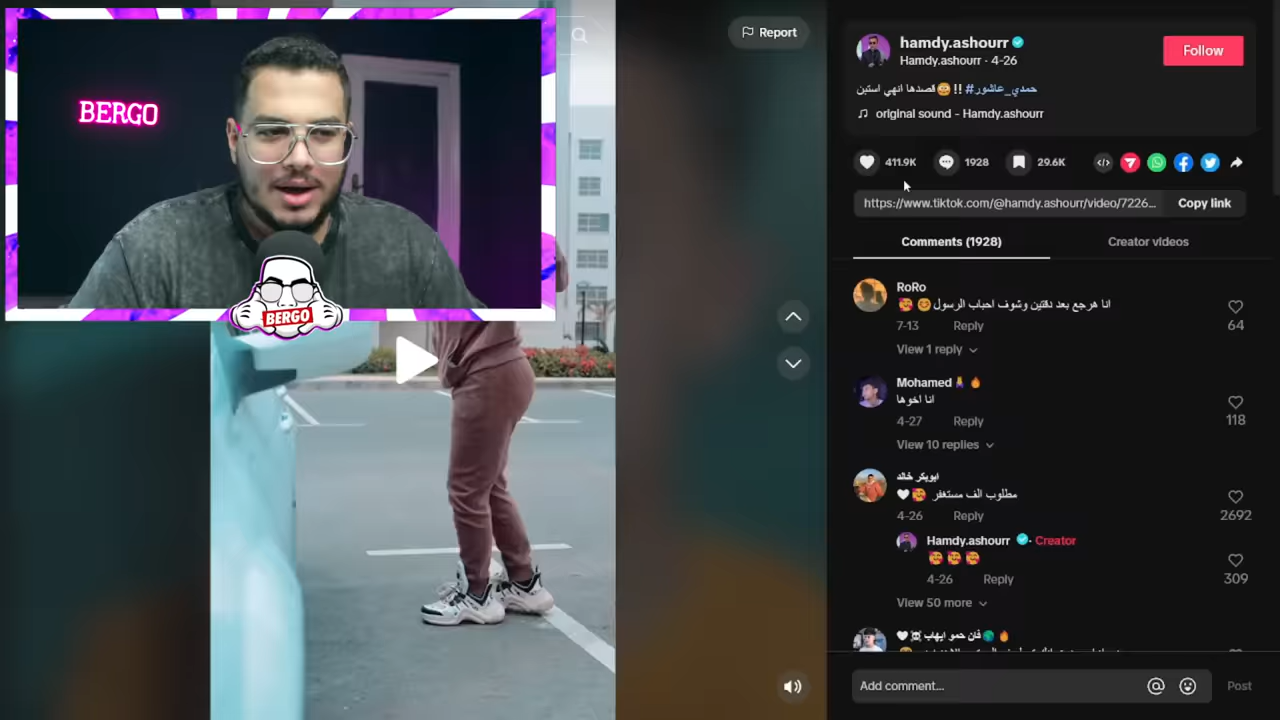 BERGO
BERGO
Report
hamdy.ashourr
Hamdy.ashourr · 4-26
Follow
قصدها انهي استبن🙂‼️ #حمدي_عاشور
original sound - Hamdy.ashourr
411.9K
1928
29.6K
https://www.tiktok.com/@hamdy.ashourr/video/7226...
Copy link
Comments (1928)
Creator videos
RoRo
انا هرجع بعد دقتين وشوف احباب الرسول😊🥰
64
7-13 Reply
View 1 reply
Mohamed🧘‍♀️🔥
انا اخوها
118
4-27 Reply
View 10 replies
ابوبكر خالد
مطلوب الف مستغفر 🥰🤍
2692
4-26 Reply
Hamdy.ashourr · Creator
🥰🥰🥰
309
4-26 Reply
View 50 more
فان حمو ايهاب
Add comment...
Post